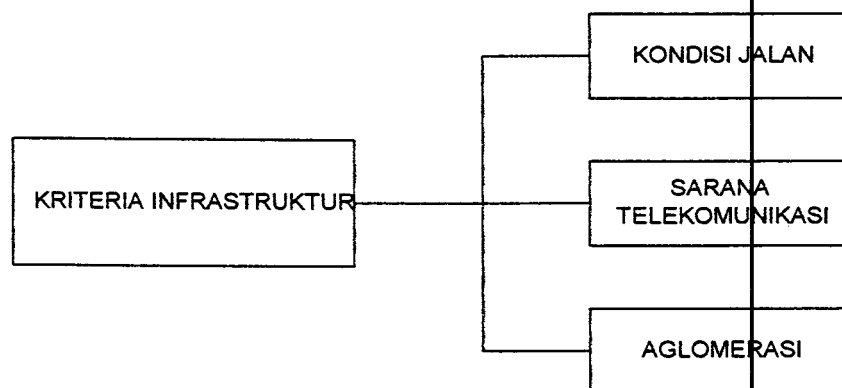 KONDISI JALAN
KRITERIA INFRASTRUKTUR
SARANA
TELEKOMUNIKASI
AGLOMERASI